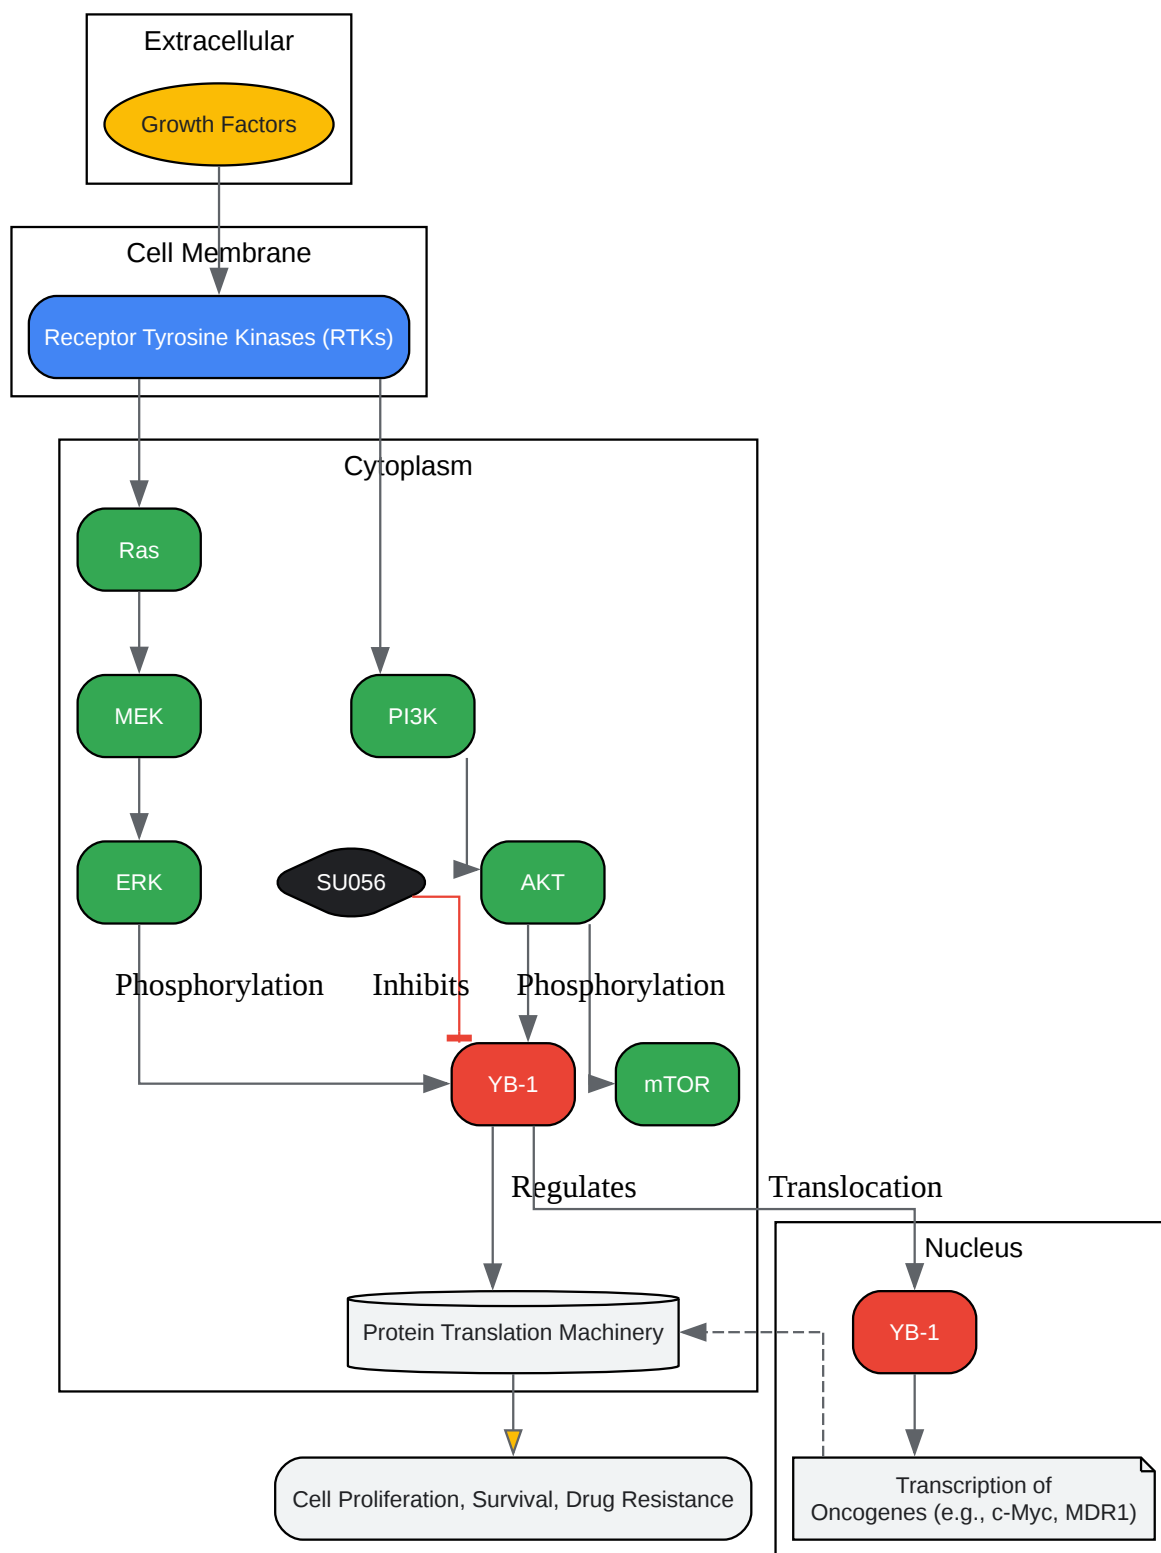 Extracellular
Growth Factors
Cell Membrane
Receptor Tyrosine Kinases (RTKs)
Cytoplasm
Ras
MEK
PI3K
ERK
SU056
AKT
Phosphorylation
Inhibits
Phosphorylation
YB-1
mTOR
Regulates
Translocation
Nucleus
Protein Translation Machinery
YB-1
Cell Proliferation, Survival, Drug Resistance
Transcription of
Oncogenes (e.g., c-Myc, MDR1)